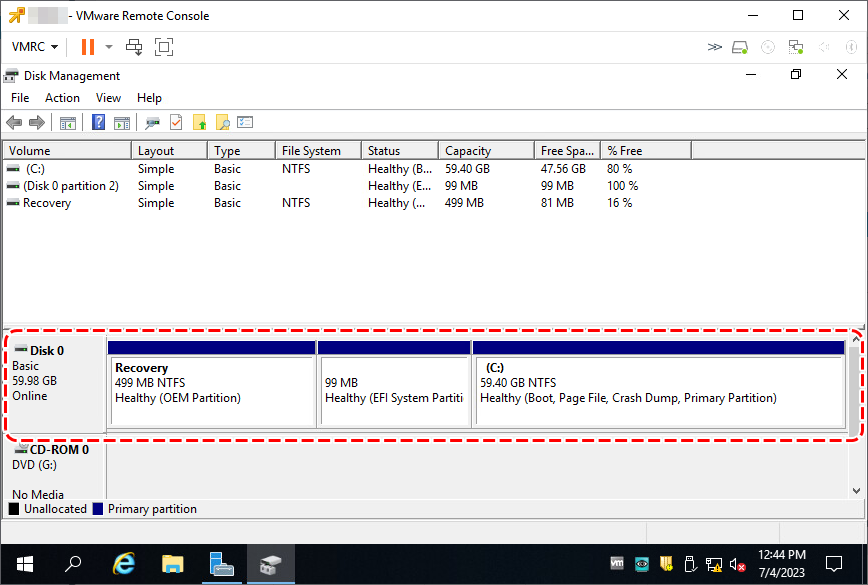 - VMware Remote Console
VMRC
Disk Management
File Action View Help
Volume Layout Type File System Status Capacity Free Spa... % Free
(C:) Simple Basic NTFS Healthy (B... 59.40 GB 47.56 GB 80 %
(Disk 0 partition 2) Simple Basic Healthy (E... 99 MB 99 MB 100 %
Recovery Simple Basic NTFS Healthy (... 499 MB 81 MB 16 %
Disk 0
Basic
59.98 GB
Online
Recovery
499 MB NTFS
Healthy (OEM Partition)
99 MB
Healthy (EFI System Partiti
(C:)
59.40 GB NTFS
Healthy (Boot, Page File, Crash Dump, Primary Partition)
CD-ROM 0
DVD (G:)
No Media
Unallocated Primary partition
vm
12:44 PM
7/4/2023